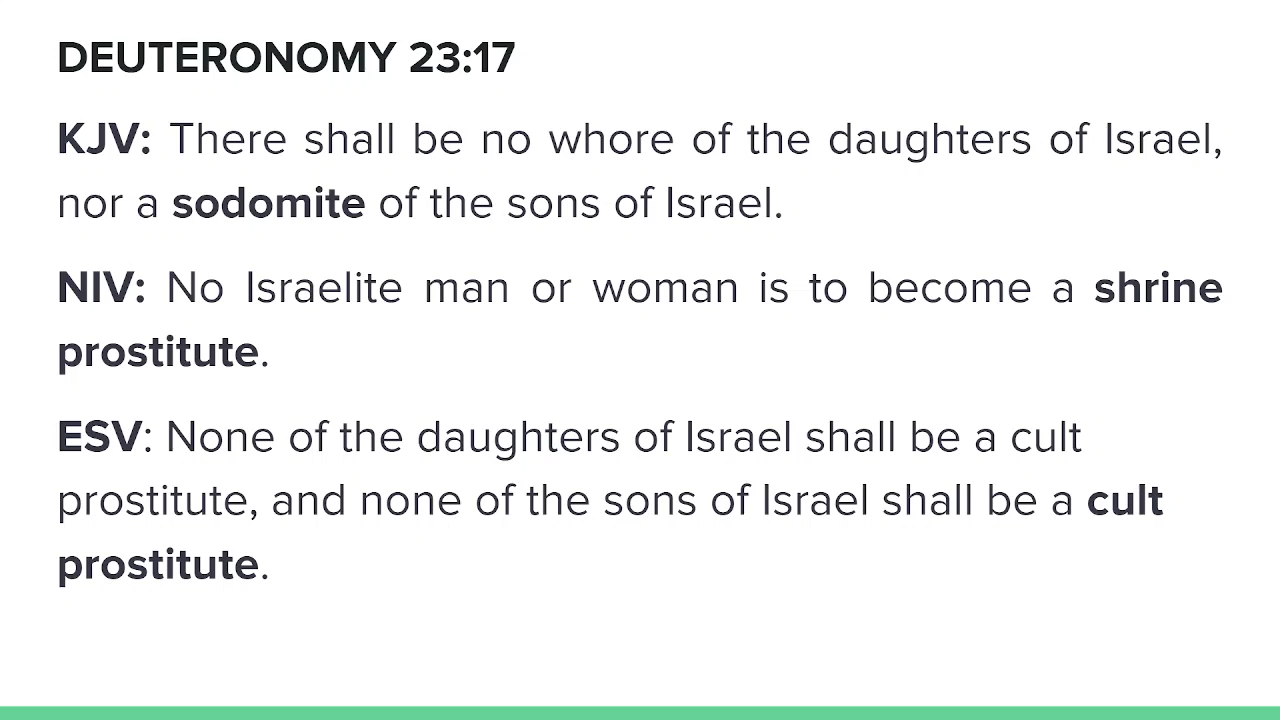 DEUTERONOMY 23:17
KJV: There shall be no whore of the daughters of Israel,
nor a sodomite of the sons of Israel.
NIV: No Israelite man or woman is to become a shrine
prostitute.
ESV: None of the daughters of Israel shall be a cult
prostitute, and none of the sons of Israel shall be a cult
prostitute.